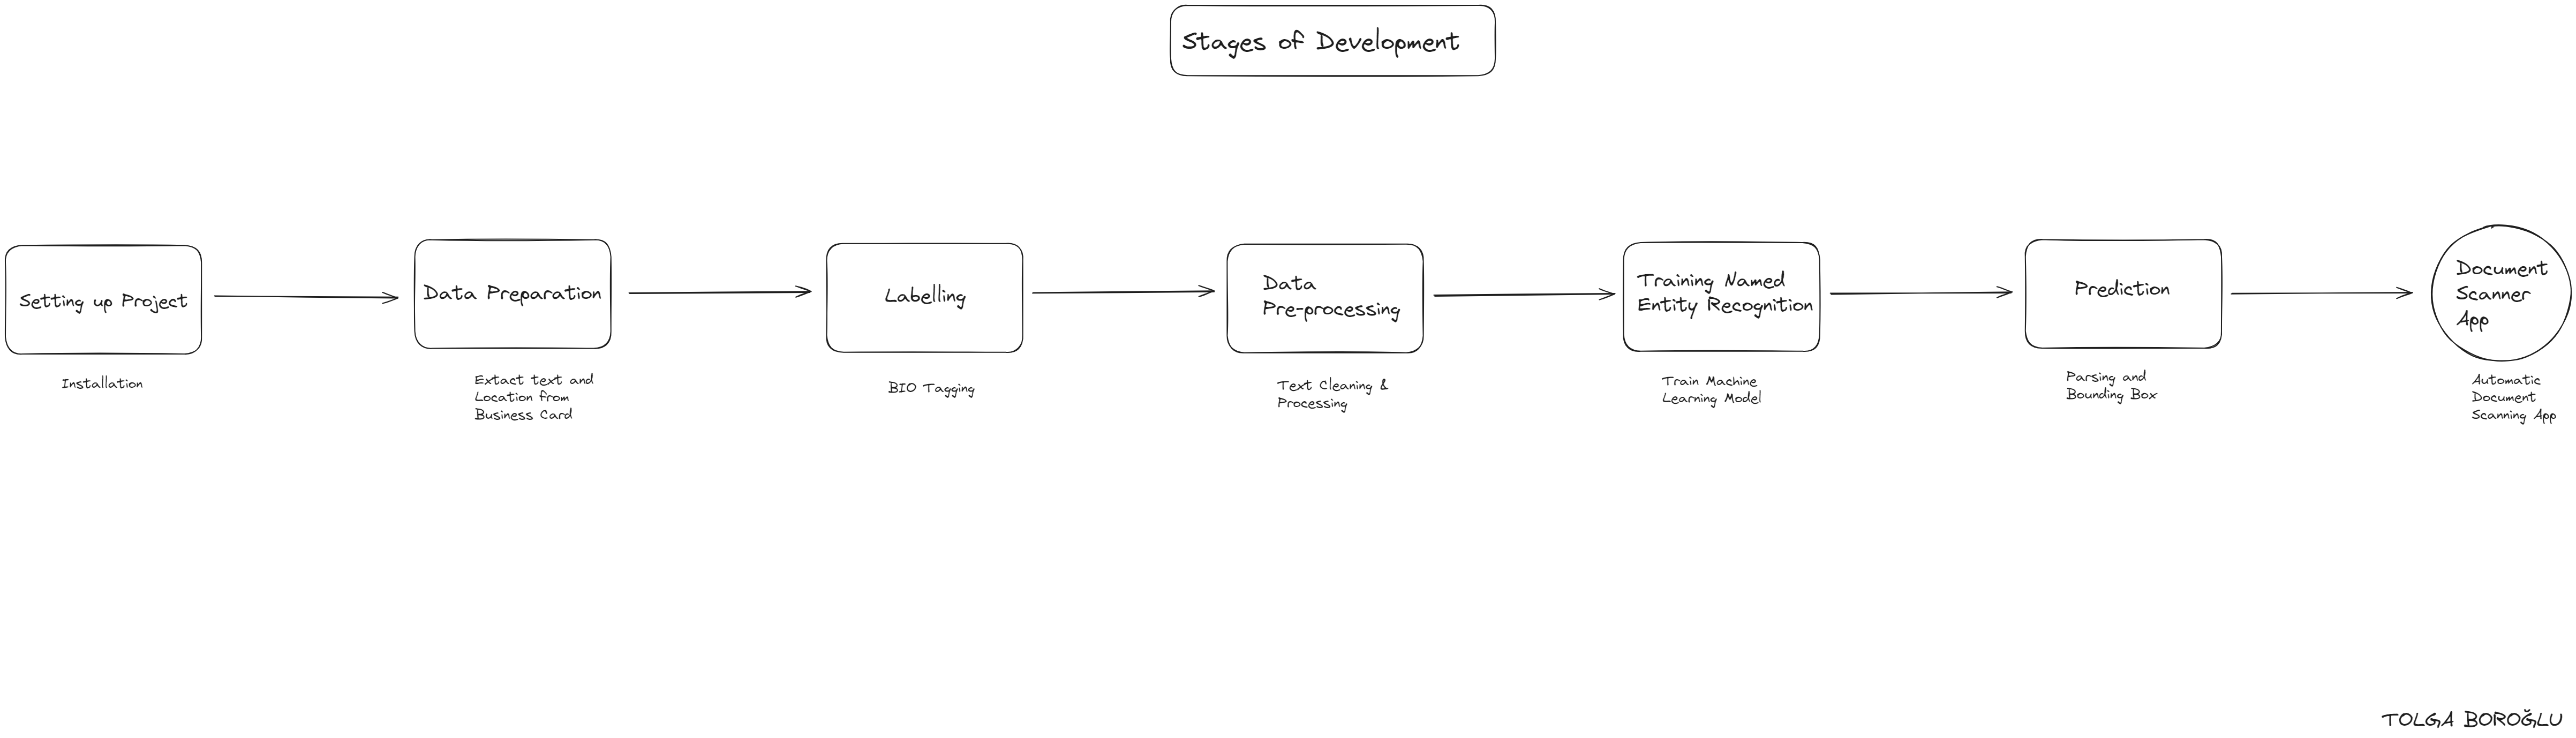 Stages of Development
Setting up Project
Data Preparation
Labelling
Data
Pre-processing
Training Named
Entity Recognition
Prediction
Document
Scanner
App
Installation
Extact text and
Location from
Business Card
BIO Tagging
Text Cleaning &
Processing
Train Machine
Learning Model
Parsing and
Bounding Box
Automatic
Document
Scanning App
TOLGA BOROĞLU